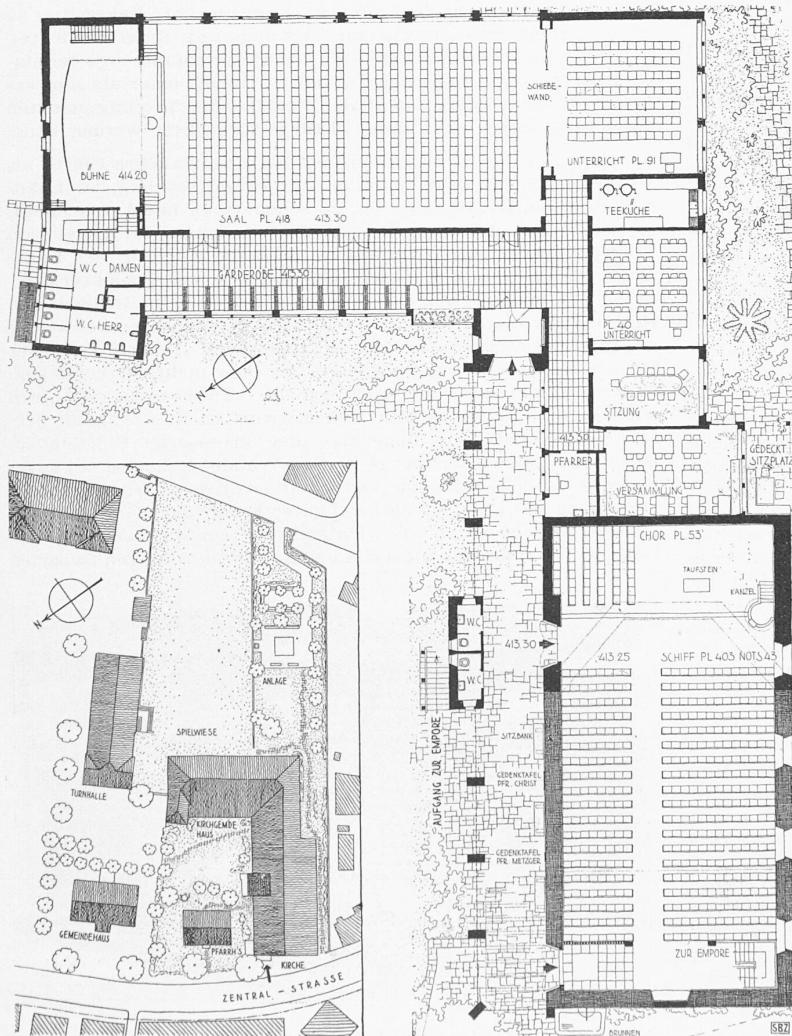 SCHIEBE-
WAND.
BÜHNE 414.20
UNTERRICHT PL. 91
SAAL PL 418 413.30
TEEKÜCHE
W.C. DAMEN
GARDEROBE 413.30
W.C. HERR.
PL 40
UNTERRICHT
N
413.30
SITZUNG
413.30
PFARRER
GEDECKT.
SITZPLATZ
VERSAMMLUNG
CHOR PL. 53
TAUFSTEIN
KANZEL
W.C
413.30
W.C
413.25 SCHIFF PL 403 NOTS.43
AUFGANG ZUR EMPORE
SITZBANK
GEDENKTAFEL
PFR. CHRIST
GEDENKTAFEL
PFR. METZGER
ZUR EMPORE
BRUNNEN
SBZ
N
ANLAGE
SPIELWIESE
TURNHALLE
KIRCHGEMDE
HAUS
GEMEINDEHAUS
PFARRHS
KIRCHE
ZENTRAL - STRASSE